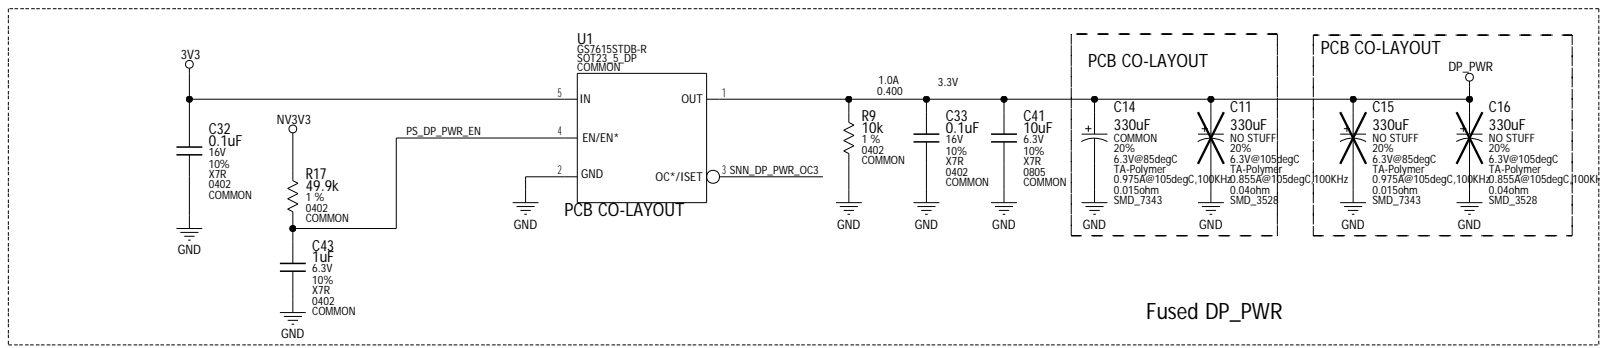 3V3
C32
0.1uF
16V
10%
X7R
0402
COMMON
GND
NV3V3
R17
49.9k
1 %
0402
COMMON
C43
1uF
6.3V
10%
X7R
0402
COMMON
GND
PS_DP_PWR_EN
U1
GS7615STDB-R
SOT23_5_DP
COMMON
5
IN
4
EN/EN*
2
GND
OUT
1
OC*/ISET
3
SNN_DP_PWR_OC3
PCB CO-LAYOUT
GND
1.0A
0.400
3.3V
R9
10k
1 %
0402
COMMON
GND
C33
0.1uF
16V
10%
X7R
0402
COMMON
GND
C41
10uF
6.3V
10%
X7R
0805
COMMON
GND
PCB CO-LAYOUT
C14
330uF
COMMON
20%
6.3V@85degC
TA-Polymer
0.975A@105degC,100KHz
0.015ohm
SMD_7343
GND
C11
330uF
NO STUFF
20%
6.3V@105degC
TA-Polymer
0.855A@105degC,100KHz
0.04ohm
SMD_3528
GND
PCB CO-LAYOUT
DP_PWR
C15
330uF
NO STUFF
20%
6.3V@85degC
TA-Polymer
0.975A@105degC,100KHz
0.015ohm
SMD_7343
GND
C16
330uF
NO STUFF
20%
6.3V@105degC
TA-Polymer
0.855A@105degC,100KH
0.04ohm
SMD_3528
GND
Fused DP_PWR